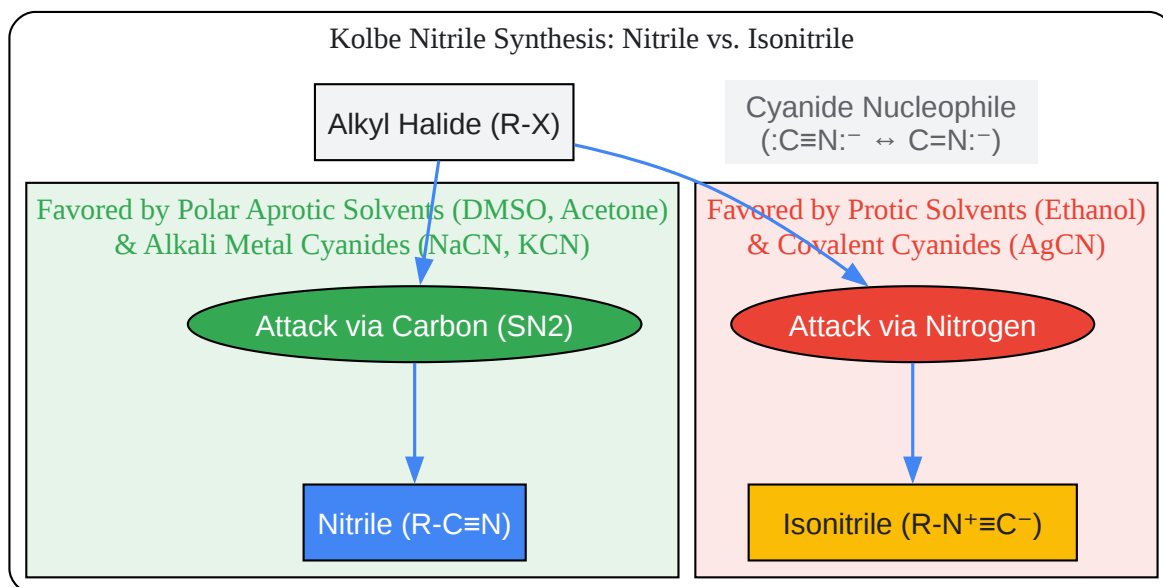 Kolbe Nitrile Synthesis: Nitrile vs. Isonitrile
Alkyl Halide (R-X)
Cyanide Nucleophile
(:C≡N:⁻ ↔ C=N:⁻)
Favored by Polar Aprotic Solvents (DMSO, Acetone)
& Alkali Metal Cyanides (NaCN, KCN)
Favored by Protic Solvents (Ethanol)
& Covalent Cyanides (AgCN)
Attack via Carbon (SN2)
Attack via Nitrogen
Nitrile (R-C≡N)
Isonitrile (R-N⁺≡C⁻)